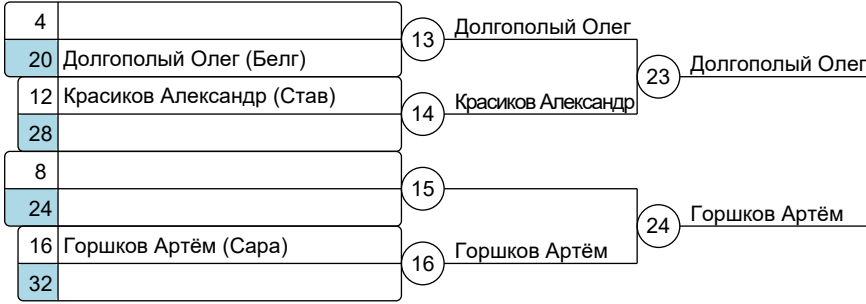 4
13
Долгополый Олег
20 Долгополый Олег (Белг)
23
Долгополый Олег
12 Красиков Александр (Став)
14
Красиков Александр
28
8
15
24
24
Горшков Артём
16 Горшков Артём (Сара)
16
Горшков Артём
32